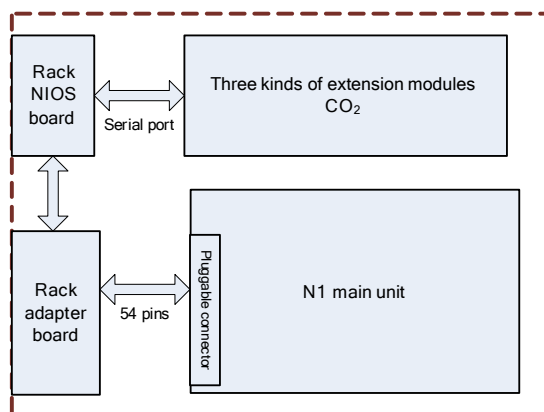 Rack
NIOS
board
Serial port
Three kinds of extension modules
CO₂
Rack
adapter
board
54 pins
Pluggable connector
N1 main unit